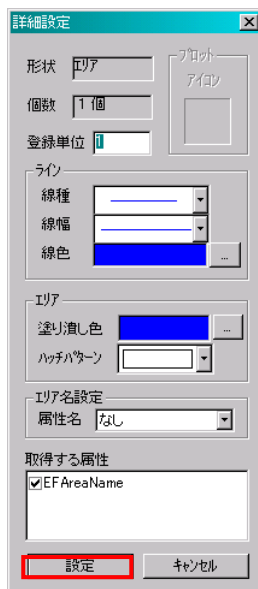 詳細設定
形状 エリア
プロット
アイコン
個数 1個
登録単位 1
ライン
線種
線幅
線色 ...
エリア
塗り潰し色 ...
ハッチパターン
エリア名設定
属性名 なし
取得する属性
EFAreaName
設定 キャンセル